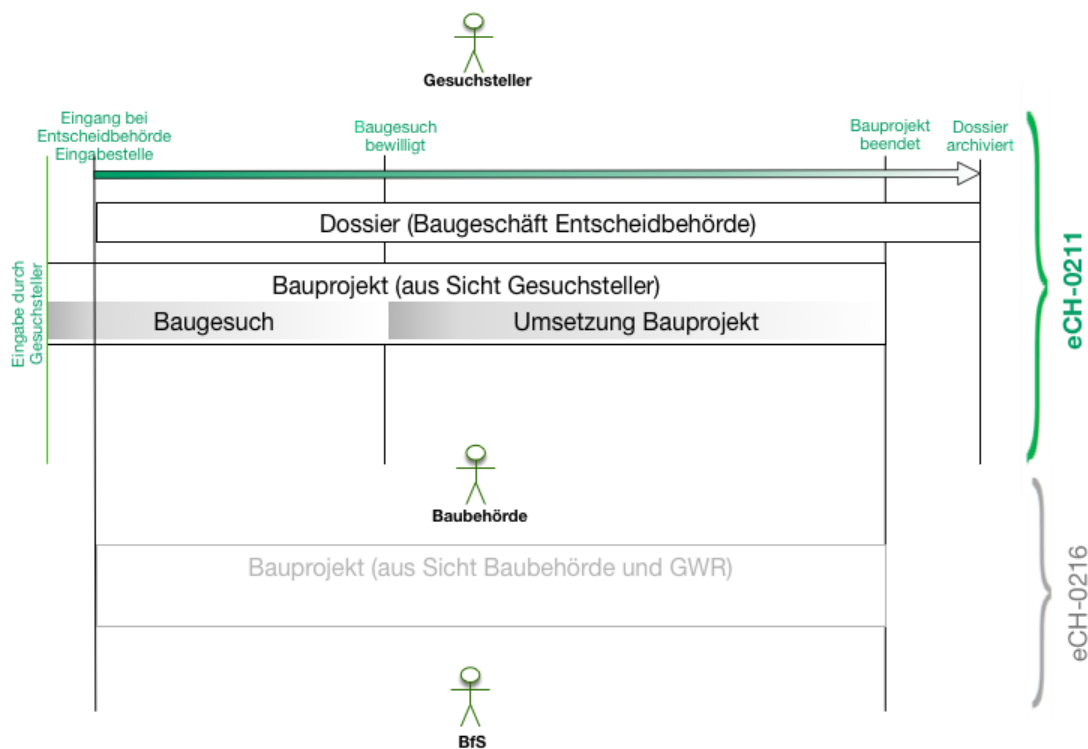 Gesuchsteller
Eingang bei
Entscheidbehörde
Eingabestelle
Baugesuch
bewilligt
Bauprojekt
beendet
Dossier
archiviert
Dossier (Baugeschäft Entscheidbehörde)
Eingabe durch
Gesuchsteller
Bauprojekt (aus Sicht Gesuchsteller)
Baugesuch
Umsetzung Bauprojekt
eCH-0211
Baubehörde
Bauprojekt (aus Sicht Baubehörde und GWR)
eCH-0216
BfS